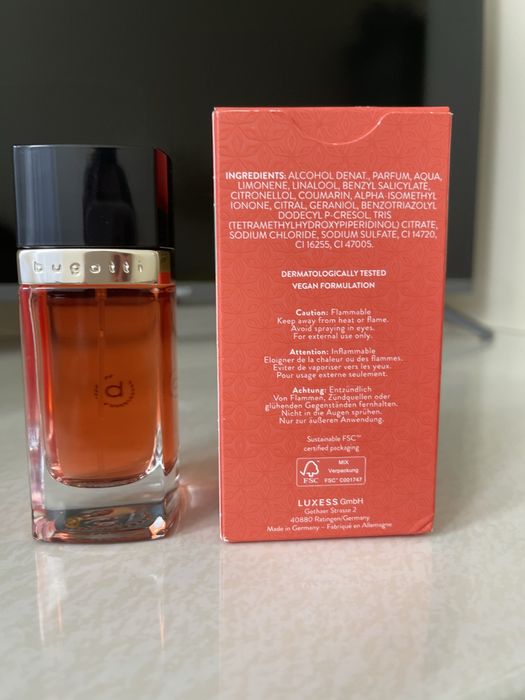 bugatti
b
INGREDIENTS: ALCOHOL DENAT., PARFUM, AQUA,
LIMONENE, LINALOOL, BENZYL SALICYLATE,
CITRONELLOL, COUMARIN, ALPHA-ISOMETHYL
IONONE, CITRAL, GERANIOL, BENZOTRIAZOLYL
DODECYL P-CRESOL, TRIS
(TETRAMETHYLHYDROXYPIPERIDINOL) CITRATE,
SODIUM CHLORIDE, SODIUM SULFATE, CI 14720,
CI 16255, CI 47005.
DERMATOLOGICALLY TESTED
VEGAN FORMULATION
Caution: Flammable
Keep away from heat or flame.
Avoid spraying in eyes.
For external use only.
Attention: Inflammable
Eloigner de la chaleur ou des flammes.
Eviter de vaporiser vers les yeux.
Pour usage externe seulement.
Achtung: Entzündlich
Von Flammen, Zündquellen oder
glühenden Gegenständen fernhalten.
Nicht in die Augen sprühen.
Nur zur äußeren Anwendung.
Sustainable FSC™
certified packaging
FSC
MIX
Verpackung
FSC™ C001747
LUXESS GmbH
Gothaer Strasse 2
40880 Ratingen/Germany
Made in Germany - Fabriqué en Allemagne